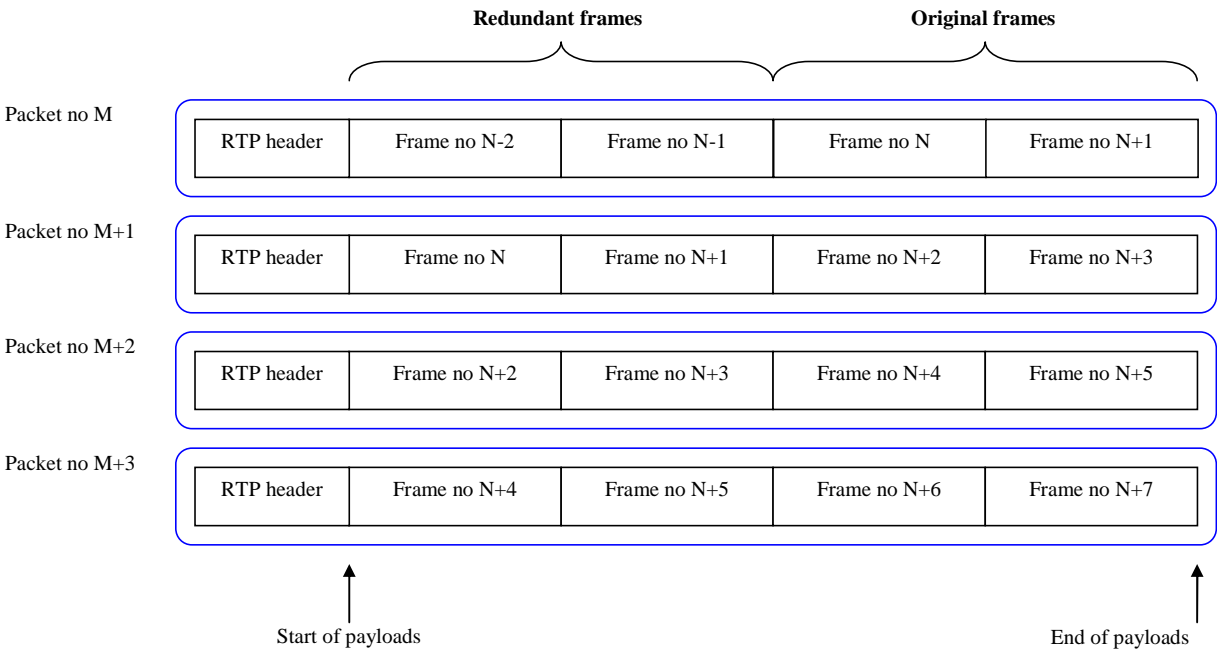 Redundant frames Original frames
Packet no M
RTP header Frame no N-2 Frame no N-1 Frame no N Frame no N+1
Packet no M+1
RTP header Frame no N Frame no N+1 Frame no N+2 Frame no N+3
Packet no M+2
RTP header Frame no N+2 Frame no N+3 Frame no N+4 Frame no N+5
Packet no M+3
RTP header Frame no N+4 Frame no N+5 Frame no N+6 Frame no N+7
Start of payloads End of payloads